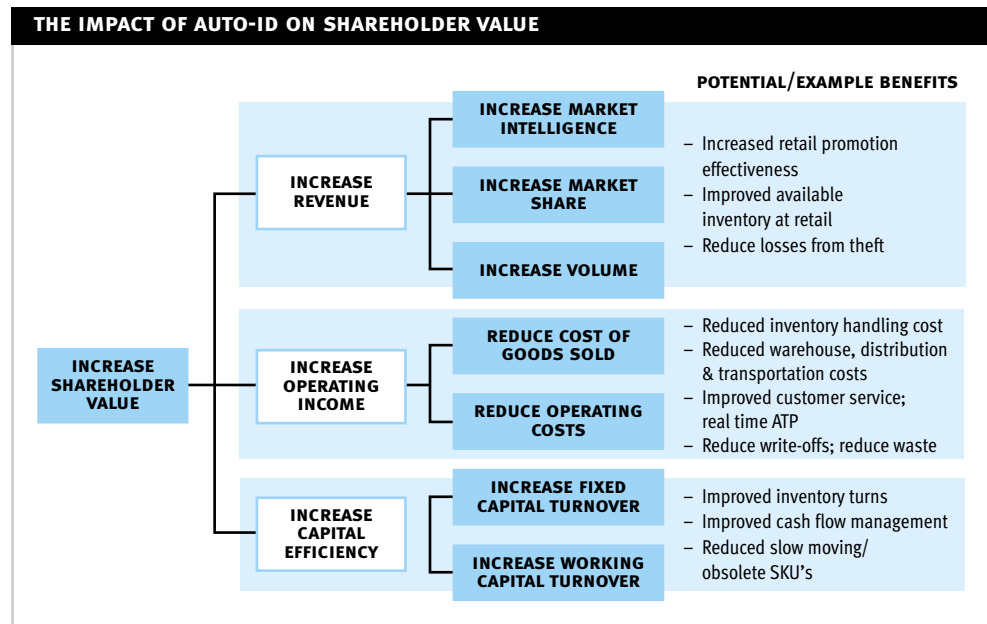 THE IMPACT OF AUTO-ID ON SHAREHOLDER VALUE
POTENTIAL/EXAMPLE BENEFITS
INCREASE
SHAREHOLDER
VALUE
INCREASE
REVENUE
INCREASE MARKET
INTELLIGENCE
INCREASE MARKET
SHARE
INCREASE VOLUME
– Increased retail promotion
effectiveness
– Improved available
inventory at retail
– Reduce losses from theft
INCREASE
OPERATING
INCOME
REDUCE COST OF
GOODS SOLD
REDUCE OPERATING
COSTS
– Reduced inventory handling cost
– Reduced warehouse, distribution
& transportation costs
– Improved customer service;
real time ATP
– Reduce write-offs; reduce waste
INCREASE
CAPITAL
EFFICIENCY
INCREASE FIXED
CAPITAL TURNOVER
INCREASE WORKING
CAPITAL TURNOVER
– Improved inventory turns
– Improved cash flow management
– Reduced slow moving/
obsolete SKU's